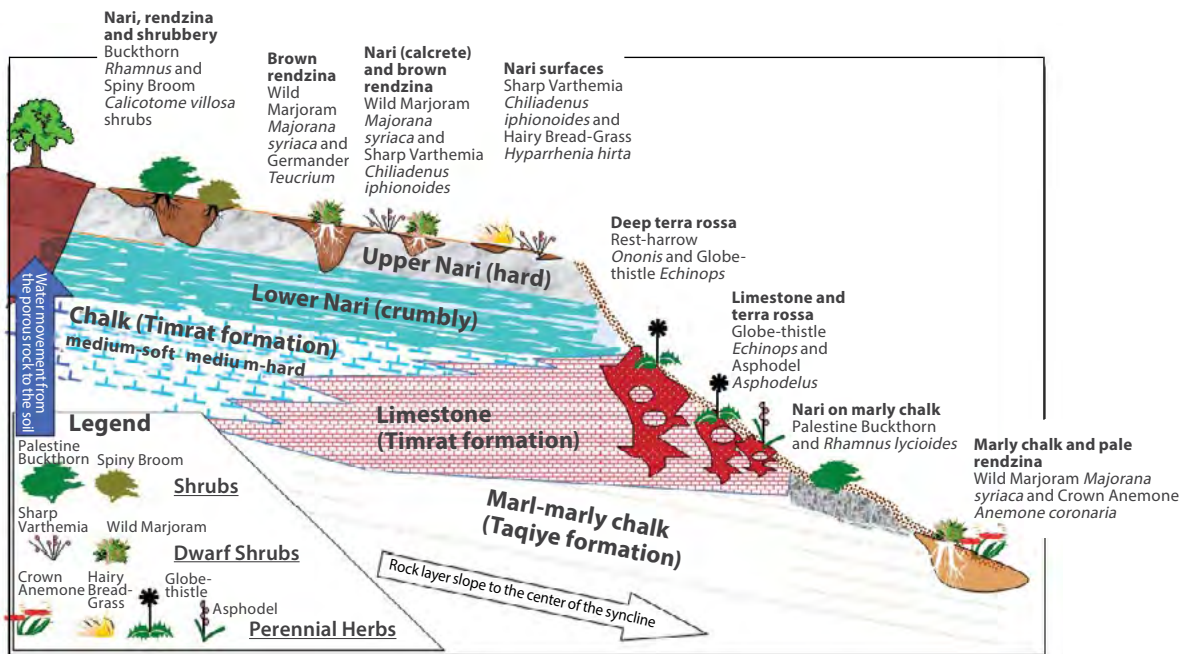 Nari, rendzina
and shrubbery
Buckthorn
Rhamnus and
Spiny Broom
Calicotome villosa
shrubs
Brown
rendzina
Wild
Marjoram
Majorana
syriaca and
Germander
Teucrium
Nari (calcrete)
and brown
rendzina
Wild Marjoram
Majorana
syriaca and
Sharp Varthemia
Chiliadenus
iphionoides
Nari surfaces
Sharp Varthemia
Chiliadenus
iphionoides and
Hairy Bread-Grass
Hyparrhenia hirta
Deep terra rossa
Rest-harrow
Ononis and Globe-
thistle Echinops
Limestone and
terra rossa
Globe-thistle
Echinops and
Asphodel
Asphodelus
Nari on marly chalk
Palestine Buckthorn
and Rhamnus lycioides
Marly chalk and pale
rendzina
Wild Marjoram Majorana
syriaca and Crown Anemone
Anemone coronaria
Upper Nari (hard)
Lower Nari (crumbly)
Chalk (Timrat formation)
medium-soft medium-hard
Limestone
(Timrat formation)
Marl-marly chalk
(Taqiye formation)
Rock layer slope to the center of the syncline
Water movement from
the porous rock to the soil
Legend
Palestine
Buckthorn
Spiny Broom
Shrubs
Sharp
Varthemia
Wild Marjoram
Dwarf Shrubs
Crown
Anemone
Hairy
Bread-
Grass
Globe-
thistle
Asphodel
Perennial Herbs